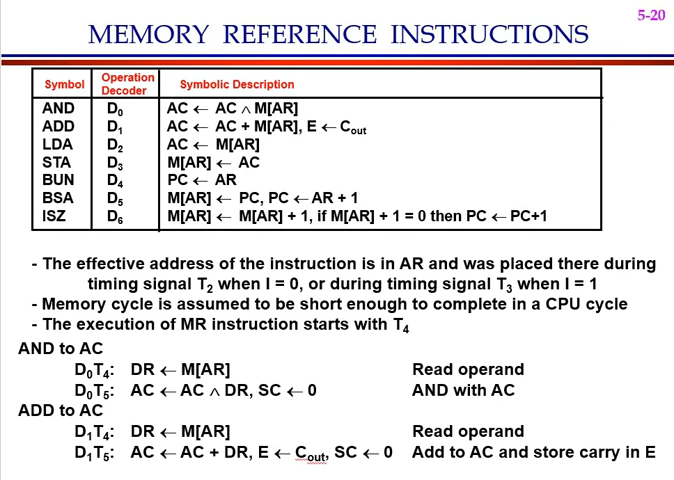 5-20
MEMORY REFERENCE INSTRUCTIONS
Symbol Operation Decoder Symbolic Description
AND D₀ AC ← AC ∧ M[AR]
ADD D₁ AC ← AC + M[AR], E ← Cout
LDA D₂ AC ← M[AR]
STA D₃ M[AR] ← AC
BUN D₄ PC ← AR
BSA D₅ M[AR] ← PC, PC ← AR + 1
ISZ D₆ M[AR] ← M[AR] + 1, if M[AR] + 1 = 0 then PC ← PC+1
- The effective address of the instruction is in AR and was placed there during
timing signal T₂ when I = 0, or during timing signal T₃ when I = 1
- Memory cycle is assumed to be short enough to complete in a CPU cycle
- The execution of MR instruction starts with T₄
AND to AC
D₀T₄: DR ← M[AR] Read operand
D₀T₅: AC ← AC ∧ DR, SC ← 0 AND with AC
ADD to AC
D₁T₄: DR ← M[AR] Read operand
D₁T₅: AC ← AC + DR, E ← Cout, SC ← 0 Add to AC and store carry in E